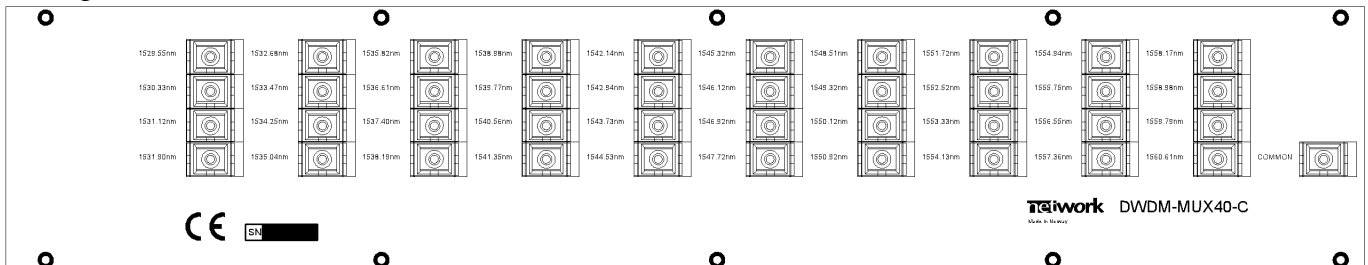 1529.55nm 1532.68nm 1535.82nm 1538.98nm 1542.14nm 1545.32nm 1548.51nm 1551.72nm 1554.94nm 1558.17nm
1530.33nm 1533.47nm 1536.61nm 1539.77nm 1542.94nm 1546.12nm 1549.32nm 1552.52nm 1555.75nm 1558.98nm
1531.12nm 1534.25nm 1537.40nm 1540.56nm 1543.73nm 1546.92nm 1550.12nm 1553.33nm 1556.55nm 1559.79nm
1531.90nm 1535.04nm 1538.19nm 1541.35nm 1544.53nm 1547.72nm 1550.92nm 1554.13nm 1557.36nm 1560.61nm COMMON
netiwork DWDM-MUX40-C
Made in Norway
CE SN